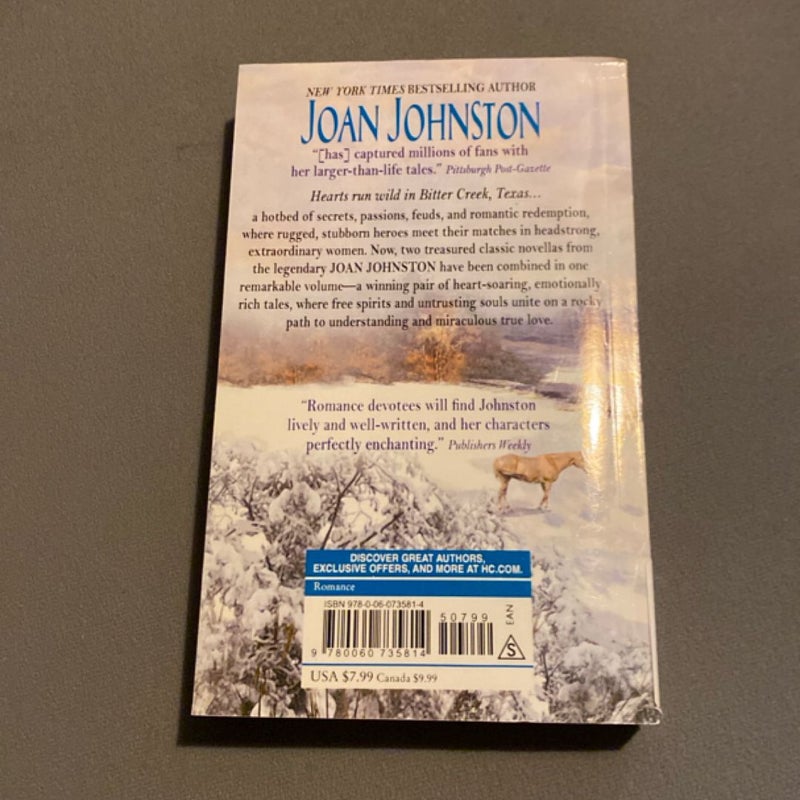 NEW YORK TIMES BESTSELLING AUTHOR
JOAN JOHNSTON
“[has] captured millions of fans with
her larger-than-life tales.” Pittsburgh Post-Gazette
Hearts run wild in Bitter Creek, Texas...
a hotbed of secrets, passions, feuds, and romantic redemption,
where rugged, stubborn heroes meet their matches in headstrong,
extraordinary women. Now, two treasured classic novellas from
the legendary JOAN JOHNSTON have been combined in one
remarkable volume—a winning pair of heart-soaring, emotionally
rich tales, where free spirits and untrusting souls unite on a rocky
path to understanding and miraculous true love.
“Romance devotees will find Johnston
lively and well-written, and her characters
perfectly enchanting.” Publishers Weekly
DISCOVER GREAT AUTHORS,
EXCLUSIVE OFFERS, AND MORE AT HC.COM.
Romance
ISBN 978-0-06-073581-4
50799
EAN
S
9 780060 735814
USA $7.99 Canada $9.99